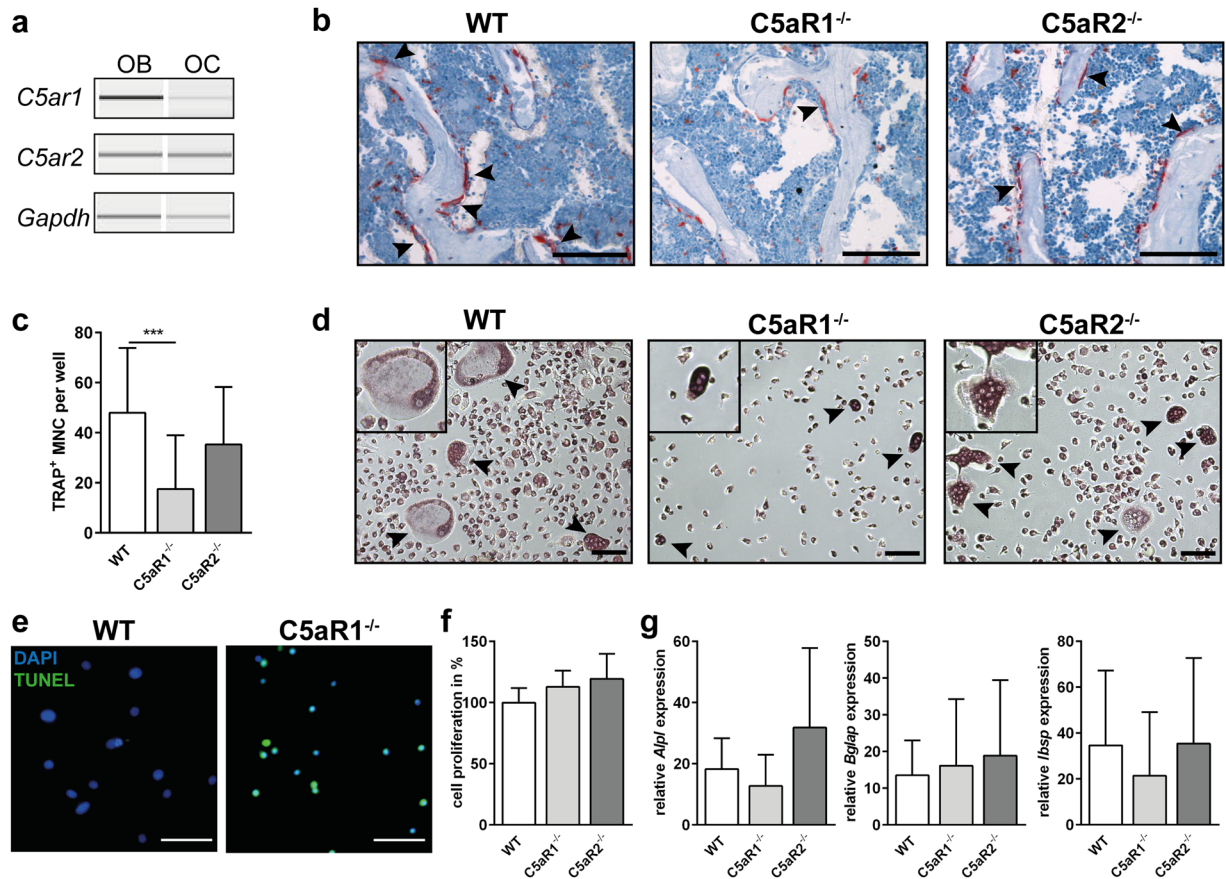 a
OB OC
C5ar1
C5ar2
Gapdh
b
WT C5aR1-/- C5aR2-/-
c
TRAP+ MNC per well
80
60
40
20
0
***
WT C5aR1-/- C5aR2-/-
d
WT C5aR1-/- C5aR2-/-
e
WT C5aR1-/-
DAPI
TUNEL
f
cell proliferation in %
150
100
50
0
WT C5aR1-/- C5aR2-/-
g
relative Alpl expression
60
40
20
0
WT C5aR1-/- C5aR2-/-
relative Bglap expression
50
40
30
20
10
0
WT C5aR1-/- C5aR2-/-
relative Ibsp expression
80
60
40
20
0
WT C5aR1-/- C5aR2-/-